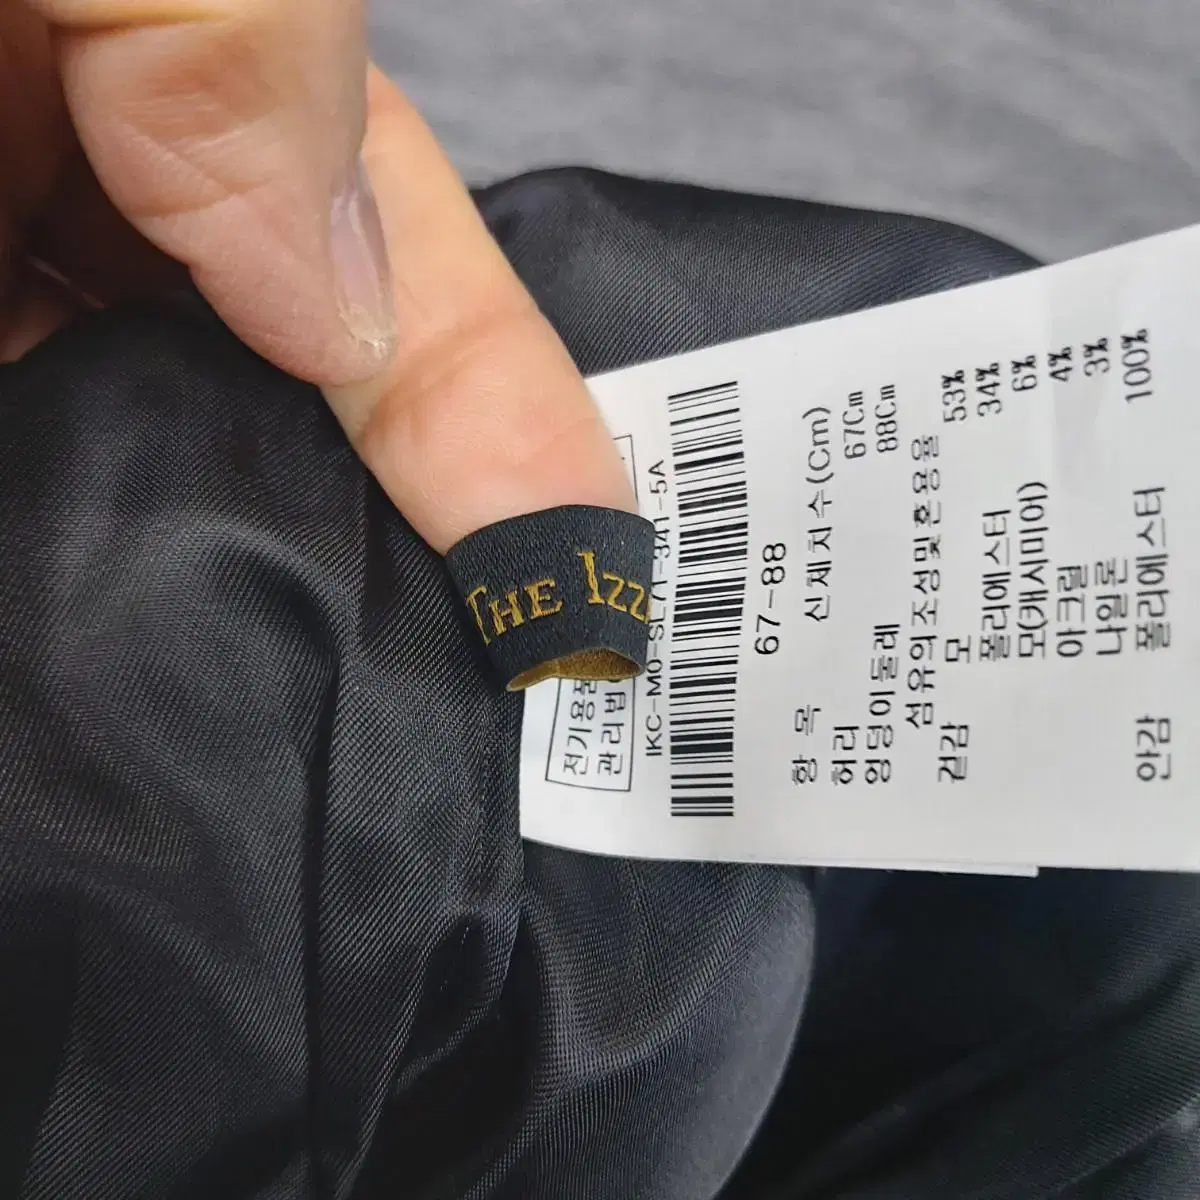 THE IZZ
전기용품
관리법
IKC-M0-SL71-341-5A
67-88
항 목 신체치수(Cm)
허리 67Cm
엉덩이둘레 88Cm
섬유의조성및혼용율
겉감 모 53%
폴리에스터 34%
모(캐시미어) 6%
아크릴 4%
나일론 3%
안감 폴리에스터 100%